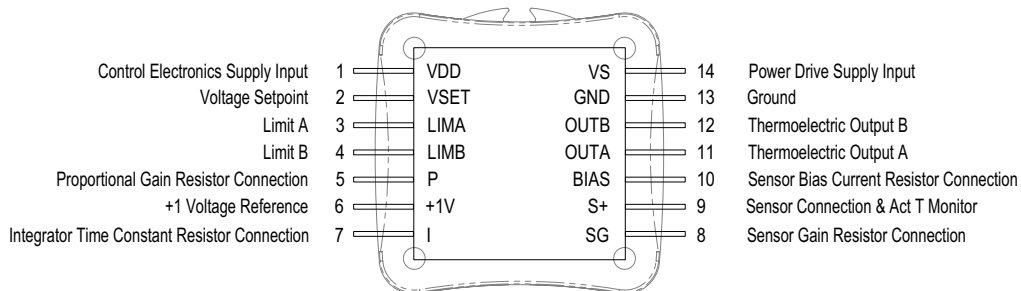 Control Electronics Supply Input 1 VDD VS 14 Power Drive Supply Input
Voltage Setpoint 2 VSET GND 13 Ground
Limit A 3 LIMA OUTB 12 Thermoelectric Output B
Limit B 4 LIMB OUTA 11 Thermoelectric Output A
Proportional Gain Resistor Connection 5 P BIAS 10 Sensor Bias Current Resistor Connection
+1 Voltage Reference 6 +1V S+ 9 Sensor Connection & Act T Monitor
Integrator Time Constant Resistor Connection 7 I SG 8 Sensor Gain Resistor Connection